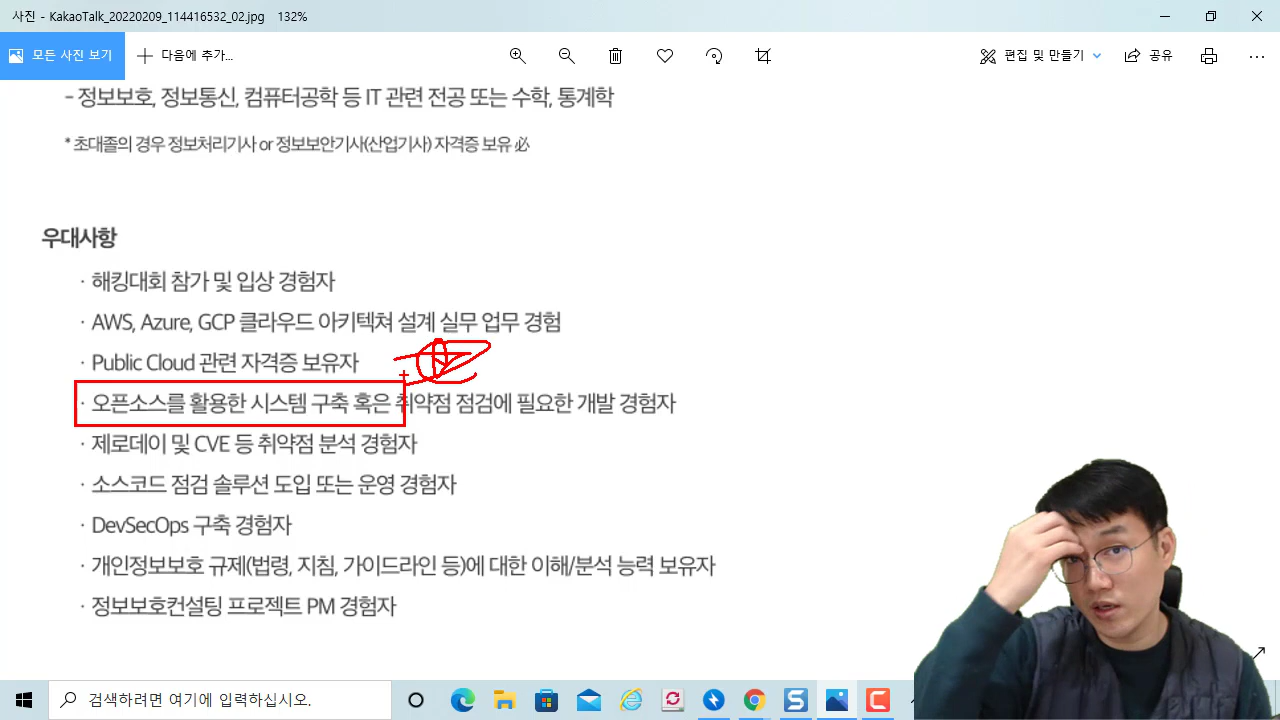 사진 - KakaoTalk_20220209_114416532_02.jpg 132%
모든 사진 보기 다음에 추가... 편집 및 만들기 공유
- 정보보호, 정보통신, 컴퓨터공학 등 IT 관련 전공 또는 수학, 통계학
* 초대졸의 경우 정보처리기사 or 정보보안기사(산업기사) 자격증 보유 必
우대사항
· 해킹대회 참가 및 입상 경험자
· AWS, Azure, GCP 클라우드 아키텍쳐 설계 실무 업무 경험
· Public Cloud 관련 자격증 보유자
· 오픈소스를 활용한 시스템 구축 혹은 취약점 점검에 필요한 개발 경험자
· 제로데이 및 CVE 등 취약점 분석 경험자
· 소스코드 점검 솔루션 도입 또는 운영 경험자
· DevSecOps 구축 경험자
· 개인정보보호 규제(법령, 지침, 가이드라인 등)에 대한 이해/분석 능력 보유자
· 정보보호컨설팅 프로젝트 PM 경험자
검색하려면 여기에 입력하십시오.